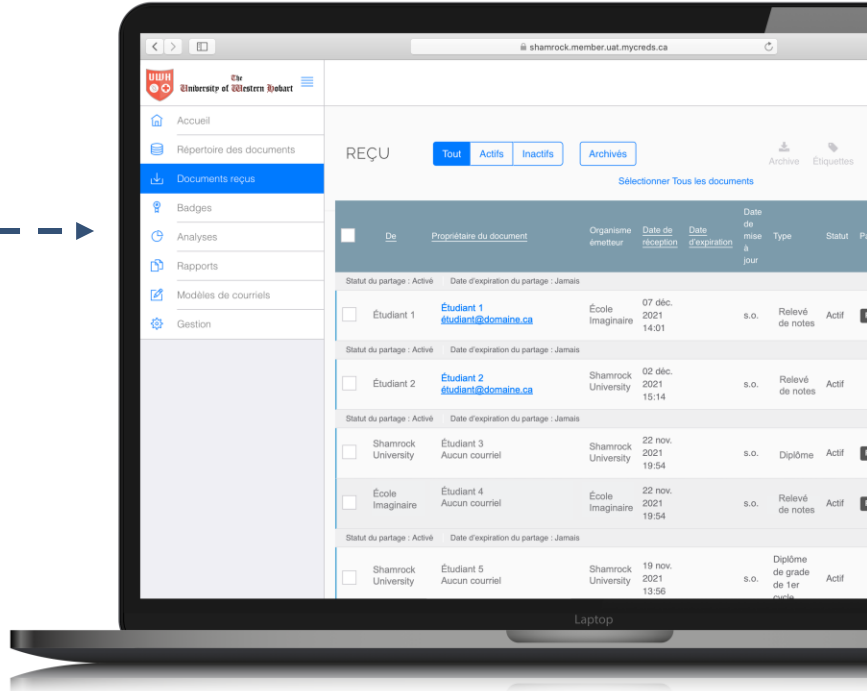 shamrock.member.uat.mycreds.ca
UWH
The
University of Western Hobart
Accueil
Répertoire des documents
Documents reçus
Badges
Analyses
Rapports
Modèles de courriels
Gestion
REÇU
Tout Actifs Inactifs Archivés
Archive Étiquettes
Sélectionner Tous les documents
De Propriétaire du document Organisme émetteur Date de réception Date d'expiration Date de mise à jour Type Statut
Statut du partage : Activé Date d'expiration du partage : Jamais
Étudiant 1 Étudiant 1 étudiant@domaine.ca École Imaginaire 07 déc. 2021 14:01 s.o. Relevé de notes Actif
Statut du partage : Activé Date d'expiration du partage : Jamais
Étudiant 2 Étudiant 2 étudiant@domaine.ca Shamrock University 02 déc. 2021 15:14 s.o. Relevé de notes Actif
Statut du partage : Activé Date d'expiration du partage : Jamais
Shamrock University Étudiant 3 Aucun courriel Shamrock University 22 nov. 2021 19:54 s.o. Diplôme Actif
École Imaginaire Étudiant 4 Aucun courriel École Imaginaire 22 nov. 2021 19:54 s.o. Relevé de notes Actif
Statut du partage : Activé Date d'expiration du partage : Jamais
Shamrock University Étudiant 5 Aucun courriel Shamrock University 19 nov. 2021 13:56 s.o. Diplôme de grade de 1er cycle Actif
Laptop